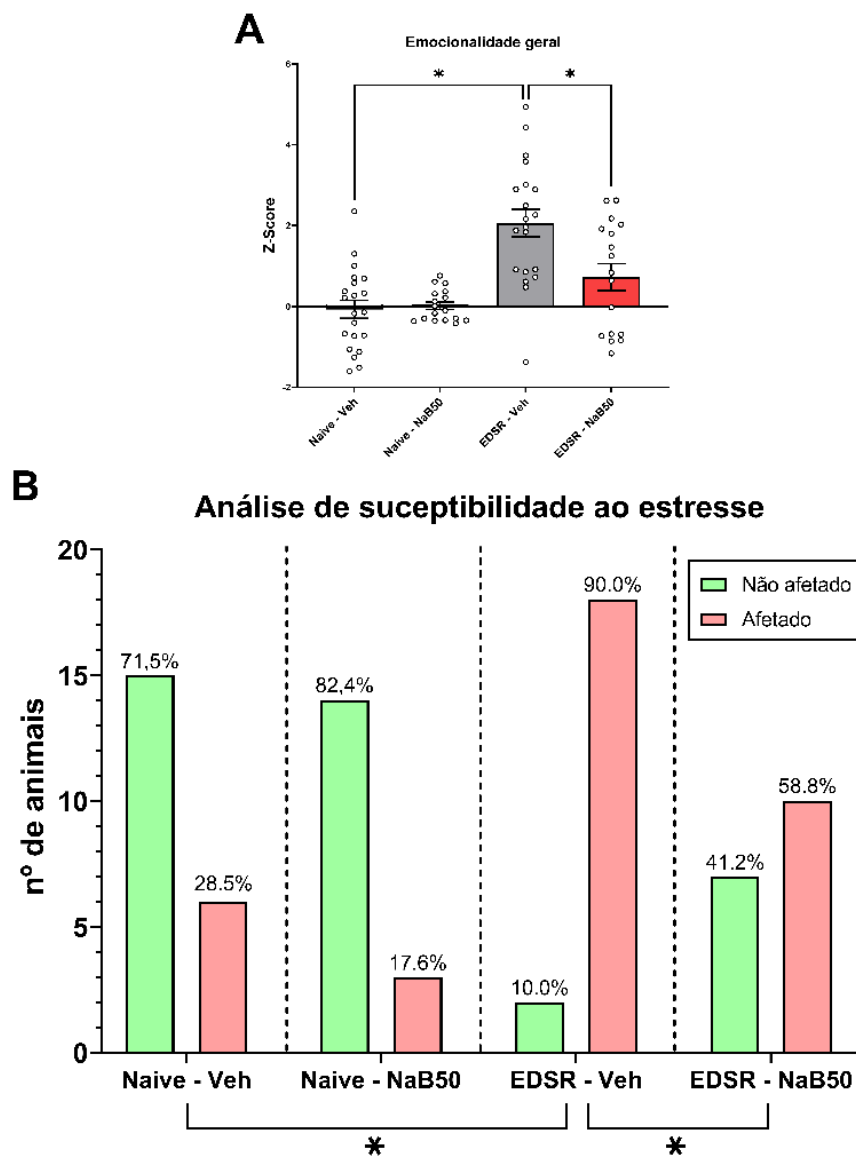 A
Emocionalidade geral
*
*
6
4
2
0
-2
Z-Score
Naive - Veh
Naive - NaB50
EDSR - Veh
EDSR - NaB50
B
Análise de suceptibilidade ao estresse
20
15
10
5
0
nº de animais
Não afetado
Afetado
71,5%
28.5%
82,4%
17.6%
10.0%
90.0%
41.2%
58.8%
Naive - Veh
Naive - NaB50
EDSR - Veh
EDSR - NaB50
*
*